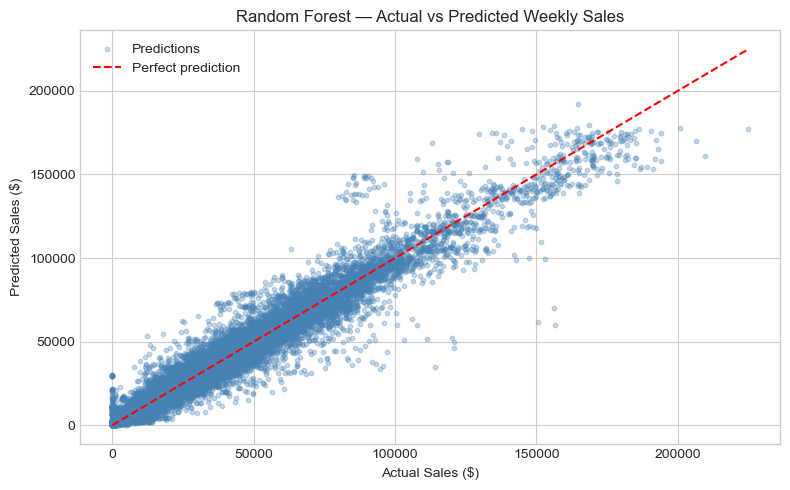 Random Forest — Actual vs Predicted Weekly Sales
Predictions
Perfect prediction
Predicted Sales ($)
200000
150000
100000
50000
0
0 50000 100000 150000 200000
Actual Sales ($)